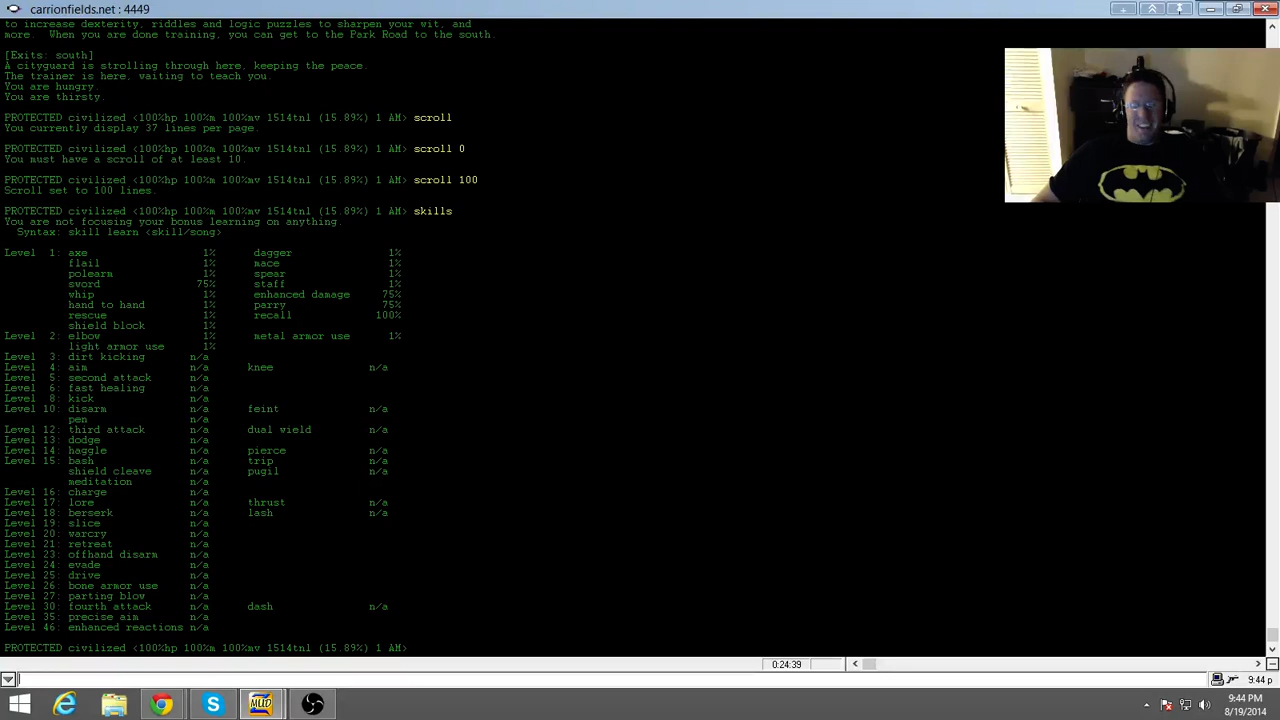 carrionfields.net : 4449
to increase dexterity, riddles and logic puzzles to sharpen your wit, and
more. When you are done training, you can get to the Park Road to the south.
[Exits: south]
A cityguard is strolling through here, keeping the peace.
The trainer is here, waiting to teach you.
You are hungry.
You are thirsty.
PROTECTED civilized <100%hp 100%m 100%mv 1514tnl (15.89%) 1 AM> scroll
You currently display 20 lines per page.
PROTECTED civilized <100%hp 100%m 100%mv 1514tnl (15.89%) 1 AM> scroll 0
You must have a scroll of at least 10.
PROTECTED civilized <100%hp 100%m 100%mv 1514tnl (15.89%) 1 AM> scroll 100
Scroll set to 100 lines.
PROTECTED civilized <100%hp 100%m 100%mv 1514tnl (15.89%) 1 AM> skills
You are not focusing your bonus learning on anything.
Syntax: skill learn <skill/song>
Level 1: axe 1% dagger 1%
flail 1% mace 1%
polearm 1% spear 1%
sword 75% staff 1%
whip 1% enhanced damage 75%
hand to hand 1% parry 75%
rescue 1% recall 100%
shield block 1%
Level 2: elbow 1% metal armor use 1%
light armor use 1%
Level 3: dirt kicking n/a
Level 4: aim n/a knee n/a
Level 5: second attack n/a
Level 6: fast healing n/a
Level 8: kick n/a
Level 10: disarm n/a feint n/a
pen n/a
Level 12: third attack n/a dual wield n/a
Level 13: dodge n/a
Level 14: haggle n/a pierce n/a
Level 15: bash n/a trip n/a
shield cleave n/a pugil n/a
meditation n/a
Level 16: charge n/a
Level 17: lore n/a thrust n/a
Level 18: berserk n/a lash n/a
Level 19: slice n/a
Level 20: warcry n/a
Level 21: retreat n/a
Level 23: offhand disarm n/a
Level 24: evade n/a
Level 25: drive n/a
Level 26: bone armor use n/a
Level 27: parting blow n/a
Level 30: fourth attack n/a dash n/a
Level 35: precise aim n/a
Level 46: enhanced reactions n/a
PROTECTED civilized <100%hp 100%m 100%mv 1514tnl (15.89%) 1 AM>
0:24:39
9:44 p
9:44 PM
8/19/2014